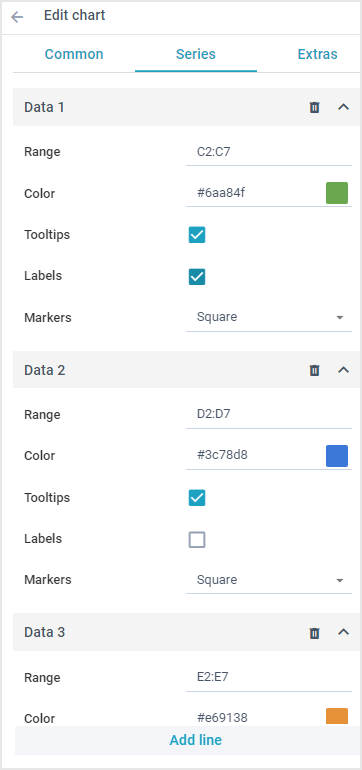 Edit chart
Common Series Extras
Data 1
Range C2:C7
Color #6aa84f
Tooltips
Labels
Markers Square
Data 2
Range D2:D7
Color #3c78d8
Tooltips
Labels
Markers Square
Data 3
Range E2:E7
Color #e69138
Add line